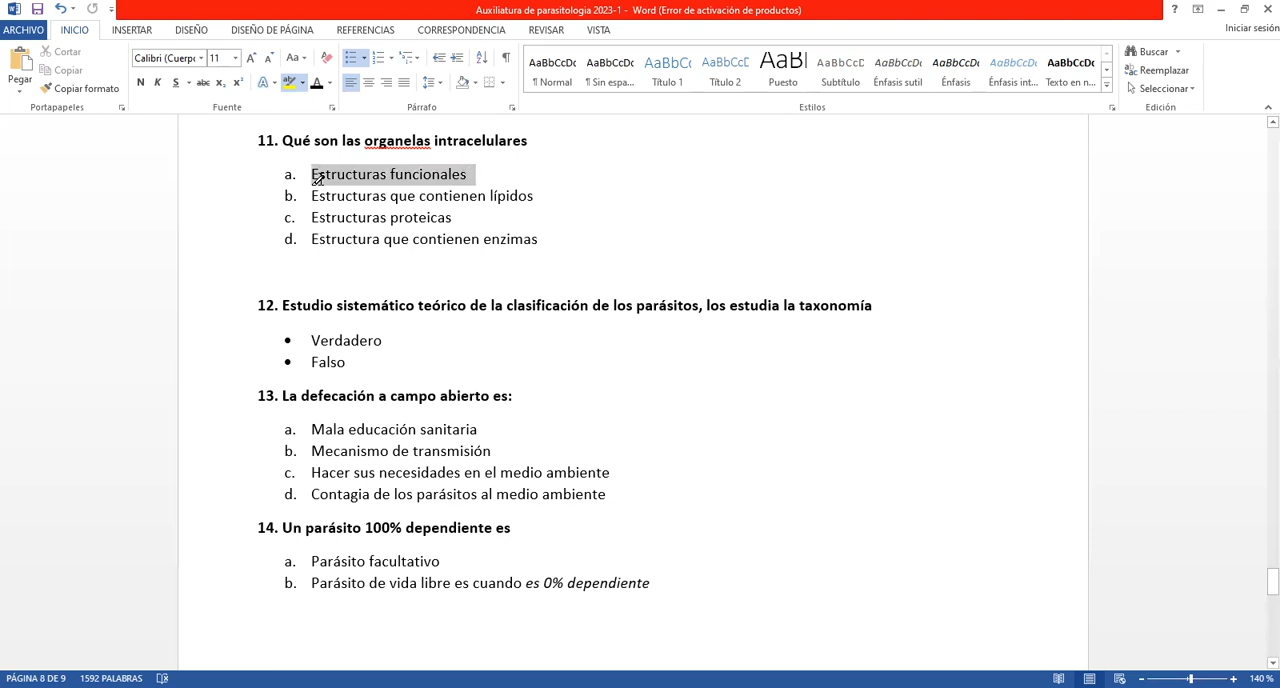 Auxiliatura de parasitologia 2023-1 - Word (Error de activación de productos)
ARCHIVO INICIO INSERTAR DISEÑO DISEÑO DE PÁGINA REFERENCIAS CORRESPONDENCIA REVISAR VISTA Iniciar sesión
Pegar
Cortar
Copiar
Copiar formato
Portapapeles
Calibri (Cuerpo 11
N K S abc x₂ x²
Fuente
Párrafo
AaBbCcDc AaBbCcDc AaBbCc AaBbCcD AaBl AaBbCcD AaBbCcDc AaBbCcDc AaBbCcDc AaBbCcDc
¶ Normal ¶ Sin espa... Título 1 Título 2 Puesto Subtítulo Énfasis sutil Énfasis Énfasis int... Texto en n...
Estilos
Buscar
Reemplazar
Seleccionar
Edición
11. Qué son las organelas intracelulares
a. Estructuras funcionales
b. Estructuras que contienen lípidos
c. Estructuras proteicas
d. Estructura que contienen enzimas
12. Estudio sistemático teórico de la clasificación de los parásitos, los estudia la taxonomía
• Verdadero
• Falso
13. La defecación a campo abierto es:
a. Mala educación sanitaria
b. Mecanismo de transmisión
c. Hacer sus necesidades en el medio ambiente
d. Contagia de los parásitos al medio ambiente
14. Un parásito 100% dependiente es
a. Parásito facultativo
b. Parásito de vida libre es cuando es 0% dependiente
PÁGINA 8 DE 9 1592 PALABRAS 140 %